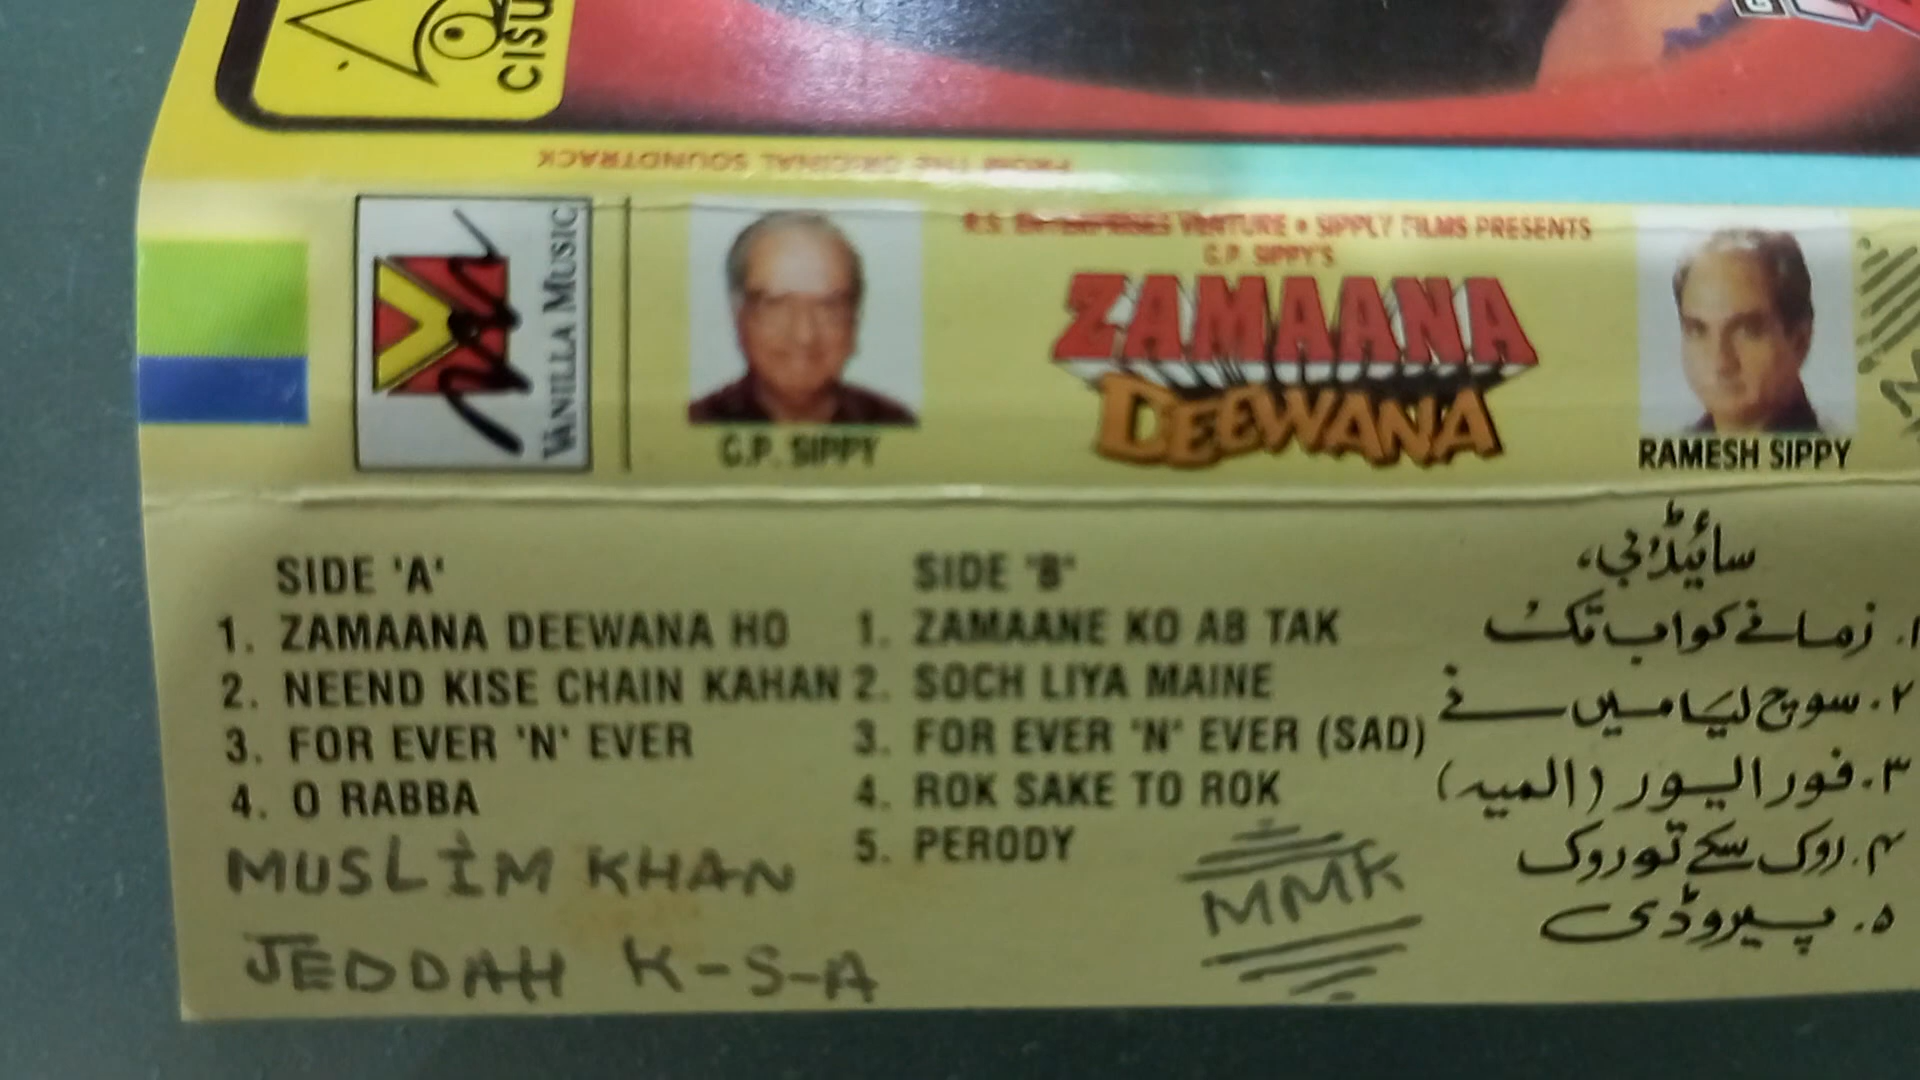 CISU
FROM THE ORIGINAL SOUNDTRACK
VANILLA MUSIC
R.S. ENTERPRISES VENTURE • SIPPLY FILMS PRESENTS
G.P. SIPPY'S
ZAMAANA
DEEWANA
G.P. SIPPY
RAMESH SIPPY
SIDE 'A'
1. ZAMAANA DEEWANA HO
2. NEEND KISE CHAIN KAHAN
3. FOR EVER 'N' EVER
4. O RABBA
MUSLIM KHAN
JEDDAH K-S-A
SIDE 'B'
1. ZAMAANE KO AB TAK
2. SOCH LIYA MAINE
3. FOR EVER 'N' EVER (SAD)
4. ROK SAKE TO ROK
5. PERODY
MMK
سائیڈ بی،
۱. زمانے کو اب تک
۲. سوچ لیا میں نے
۳. فور الیور (المیہ)
۴. روک سکے تو روک
۵. پیروڈی